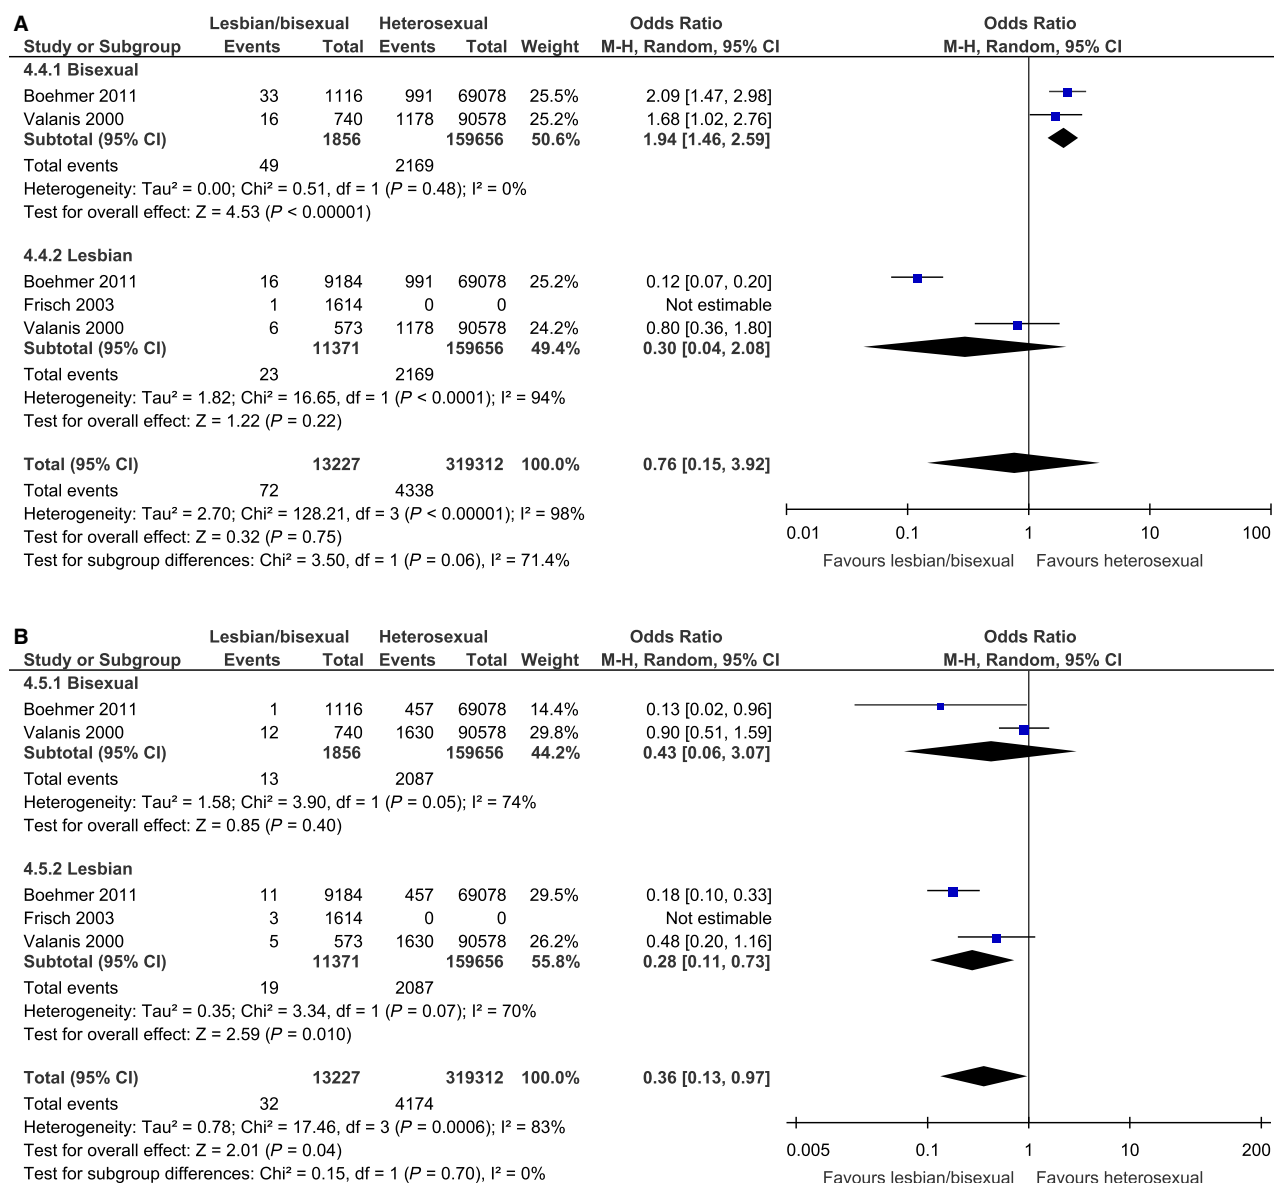 A
Lesbian/bisexual Heterosexual Odds Ratio Odds Ratio
Study or Subgroup Events Total Events Total Weight M-H, Random, 95% CI M-H, Random, 95% CI
4.4.1 Bisexual
Boehmer 2011 33 1116 991 69078 25.5% 2.09 [1.47, 2.98]
Valanis 2000 16 740 1178 90578 25.2% 1.68 [1.02, 2.76]
Subtotal (95% CI) 1856 159656 50.6% 1.94 [1.46, 2.59]
Total events 49 2169
Heterogeneity: Tau² = 0.00; Chi² = 0.51, df = 1 (P = 0.48); I² = 0%
Test for overall effect: Z = 4.53 (P < 0.00001)
4.4.2 Lesbian
Boehmer 2011 16 9184 991 69078 25.2% 0.12 [0.07, 0.20]
Frisch 2003 1 1614 0 0 Not estimable
Valanis 2000 6 573 1178 90578 24.2% 0.80 [0.36, 1.80]
Subtotal (95% CI) 11371 159656 49.4% 0.30 [0.04, 2.08]
Total events 23 2169
Heterogeneity: Tau² = 1.82; Chi² = 16.65, df = 1 (P < 0.0001); I² = 94%
Test for overall effect: Z = 1.22 (P = 0.22)
Total (95% CI) 13227 319312 100.0% 0.76 [0.15, 3.92]
Total events 72 4338
Heterogeneity: Tau² = 2.70; Chi² = 128.21, df = 3 (P < 0.00001); I² = 98%
Test for overall effect: Z = 0.32 (P = 0.75)
Test for subgroup differences: Chi² = 3.50, df = 1 (P = 0.06), I² = 71.4%
0.01 0.1 1 10 100
Favours lesbian/bisexual Favours heterosexual
B
Lesbian/bisexual Heterosexual Odds Ratio Odds Ratio
Study or Subgroup Events Total Events Total Weight M-H, Random, 95% CI M-H, Random, 95% CI
4.5.1 Bisexual
Boehmer 2011 1 1116 457 69078 14.4% 0.13 [0.02, 0.96]
Valanis 2000 12 740 1630 90578 29.8% 0.90 [0.51, 1.59]
Subtotal (95% CI) 1856 159656 44.2% 0.43 [0.06, 3.07]
Total events 13 2087
Heterogeneity: Tau² = 1.58; Chi² = 3.90, df = 1 (P = 0.05); I² = 74%
Test for overall effect: Z = 0.85 (P = 0.40)
4.5.2 Lesbian
Boehmer 2011 11 9184 457 69078 29.5% 0.18 [0.10, 0.33]
Frisch 2003 3 1614 0 0 Not estimable
Valanis 2000 5 573 1630 90578 26.2% 0.48 [0.20, 1.16]
Subtotal (95% CI) 11371 159656 55.8% 0.28 [0.11, 0.73]
Total events 19 2087
Heterogeneity: Tau² = 0.35; Chi² = 3.34, df = 1 (P = 0.07); I² = 70%
Test for overall effect: Z = 2.59 (P = 0.010)
Total (95% CI) 13227 319312 100.0% 0.36 [0.13, 0.97]
Total events 32 4174
Heterogeneity: Tau² = 0.78; Chi² = 17.46, df = 3 (P = 0.0006); I² = 83%
Test for overall effect: Z = 2.01 (P = 0.04)
Test for subgroup differences: Chi² = 0.15, df = 1 (P = 0.70), I² = 0%
0.005 0.1 1 10 200
Favours lesbian/bisexual Favours heterosexual